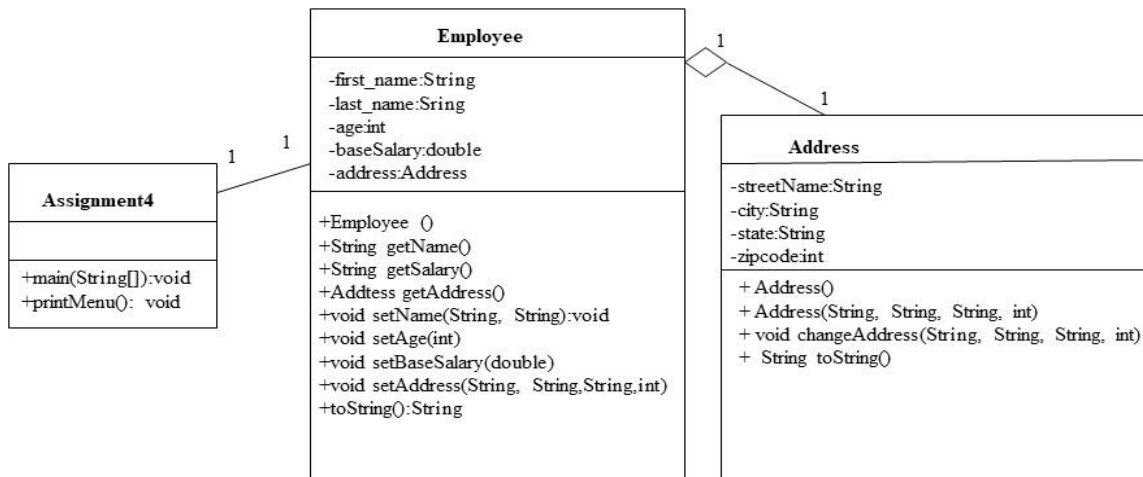 1
1
Assignment4
+main(String[]):void
+printMenu(): void
Employee
-first_name:String
-last_name:Sring
-age:int
-baseSalary:double
-address:Address
+Employee ()
+String getName()
+String getSalary()
+Addtess getAddress()
+void setName(String, String):void
+void setAge(int)
+void setBaseSalary(double)
+void setAddress(String, String,String,int)
+toString():String
1
1
Address
-streetName:String
-city:String
-state:String
-zipcode:int
+ Address()
+ Address(String, String, String, int)
+ void changeAddress(String, String, String, int)
+ String toString()